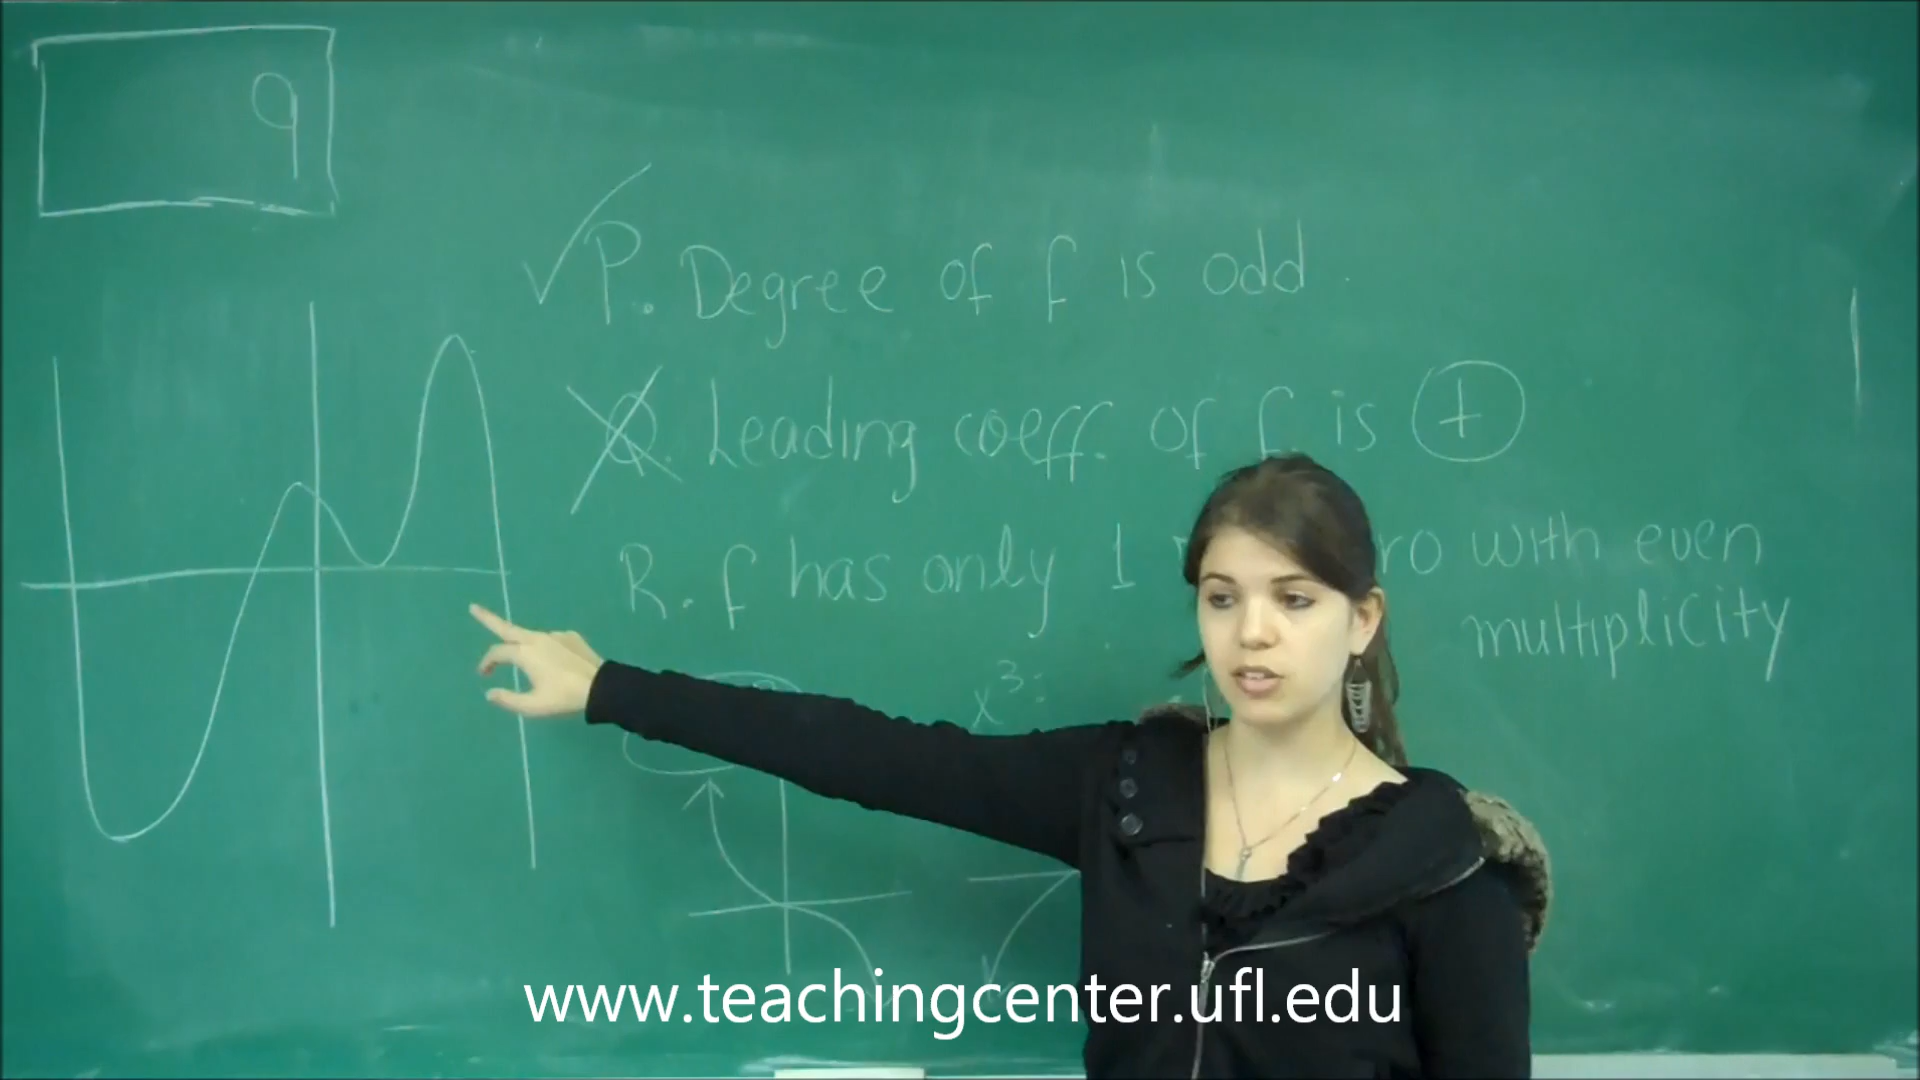 9
P. Degree of f is odd.
Q. Leading coeff. of f is +
R. f has only 1 with even
multiplicity
x³:
www.teachingcenter.ufl.edu